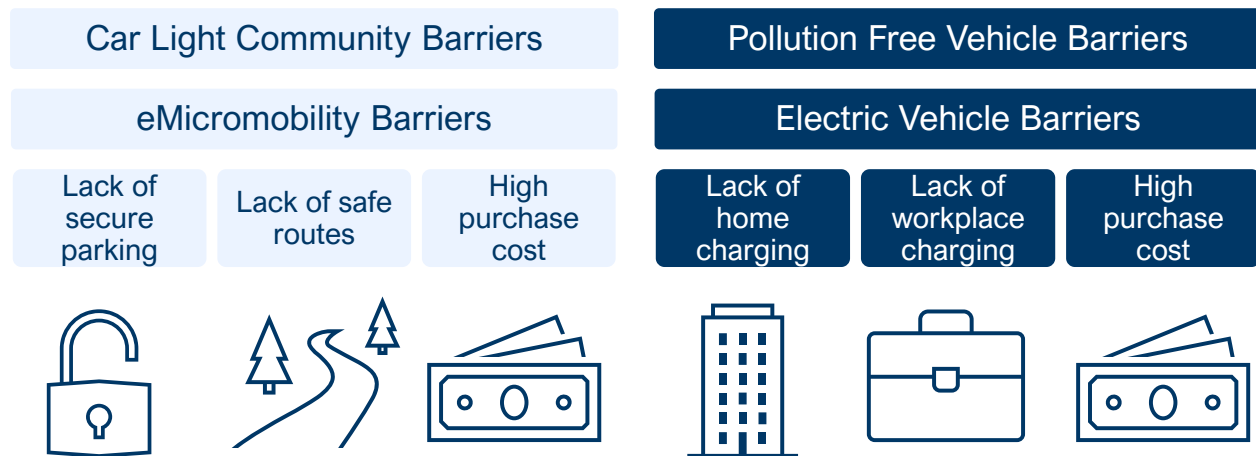 Car Light Community Barriers
Pollution Free Vehicle Barriers
eMicromobility Barriers
Electric Vehicle Barriers
Lack of
secure
parking
Lack of safe
routes
High
purchase
cost
Lack of
home
charging
Lack of
workplace
charging
High
purchase
cost